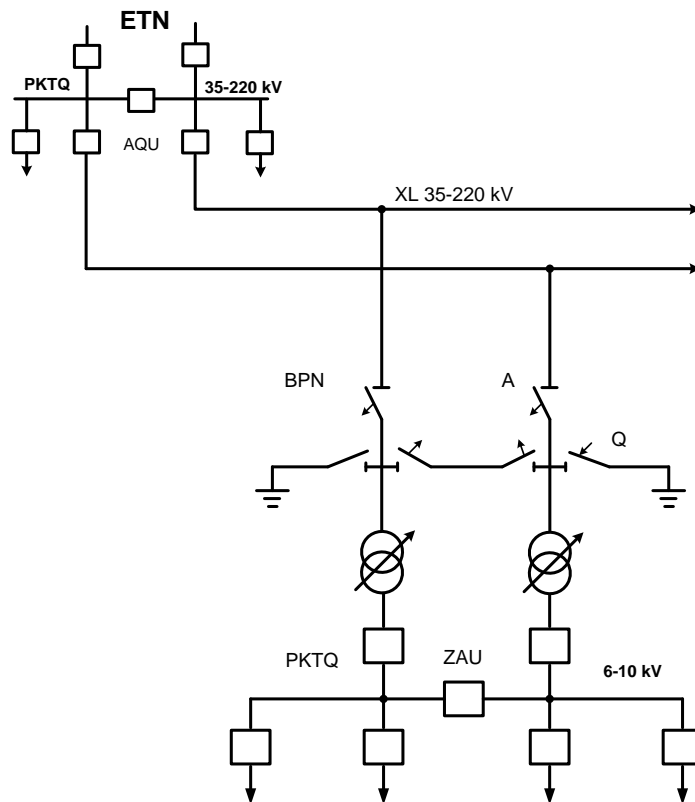 ETN
PKTQ
35-220 kV
AQU
XL 35-220 kV
BPN
A
Q
PKTQ
ZAU
6-10 kV